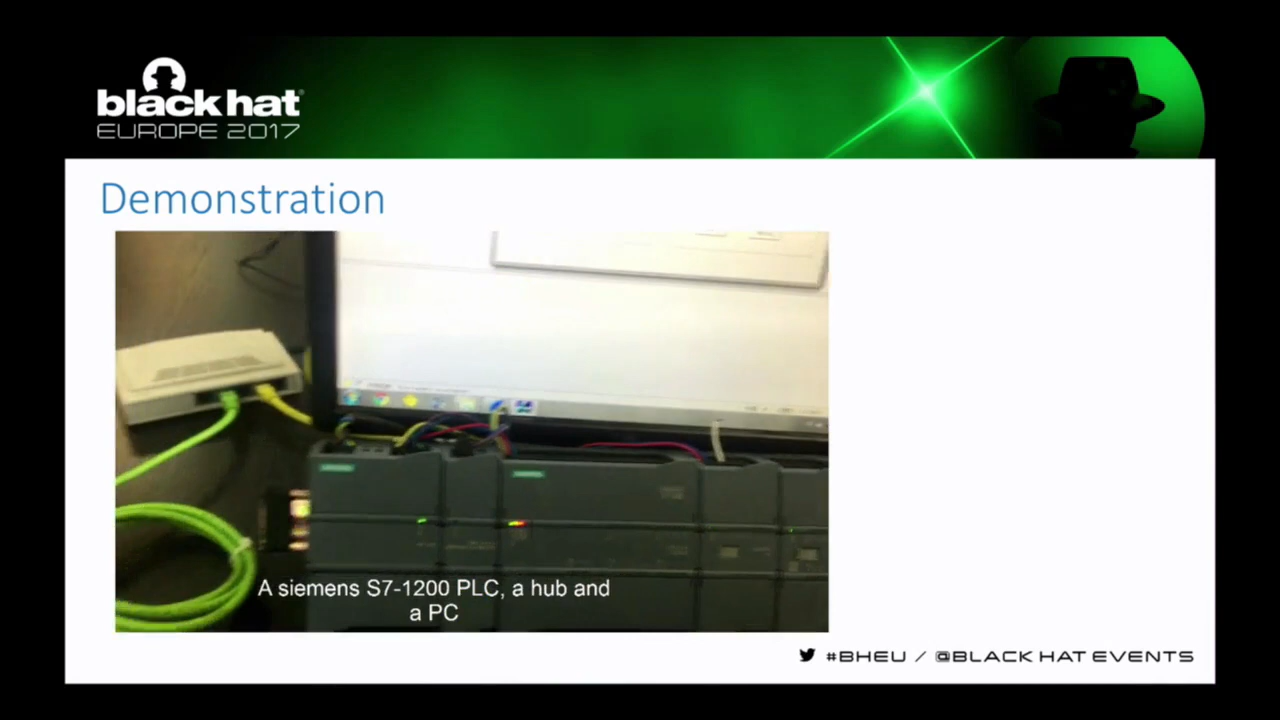 black hat
EUROPE 2017
Demonstration
A siemens S7-1200 PLC, a hub and
a PC
#BHEU / @BLACK HAT EVENTS